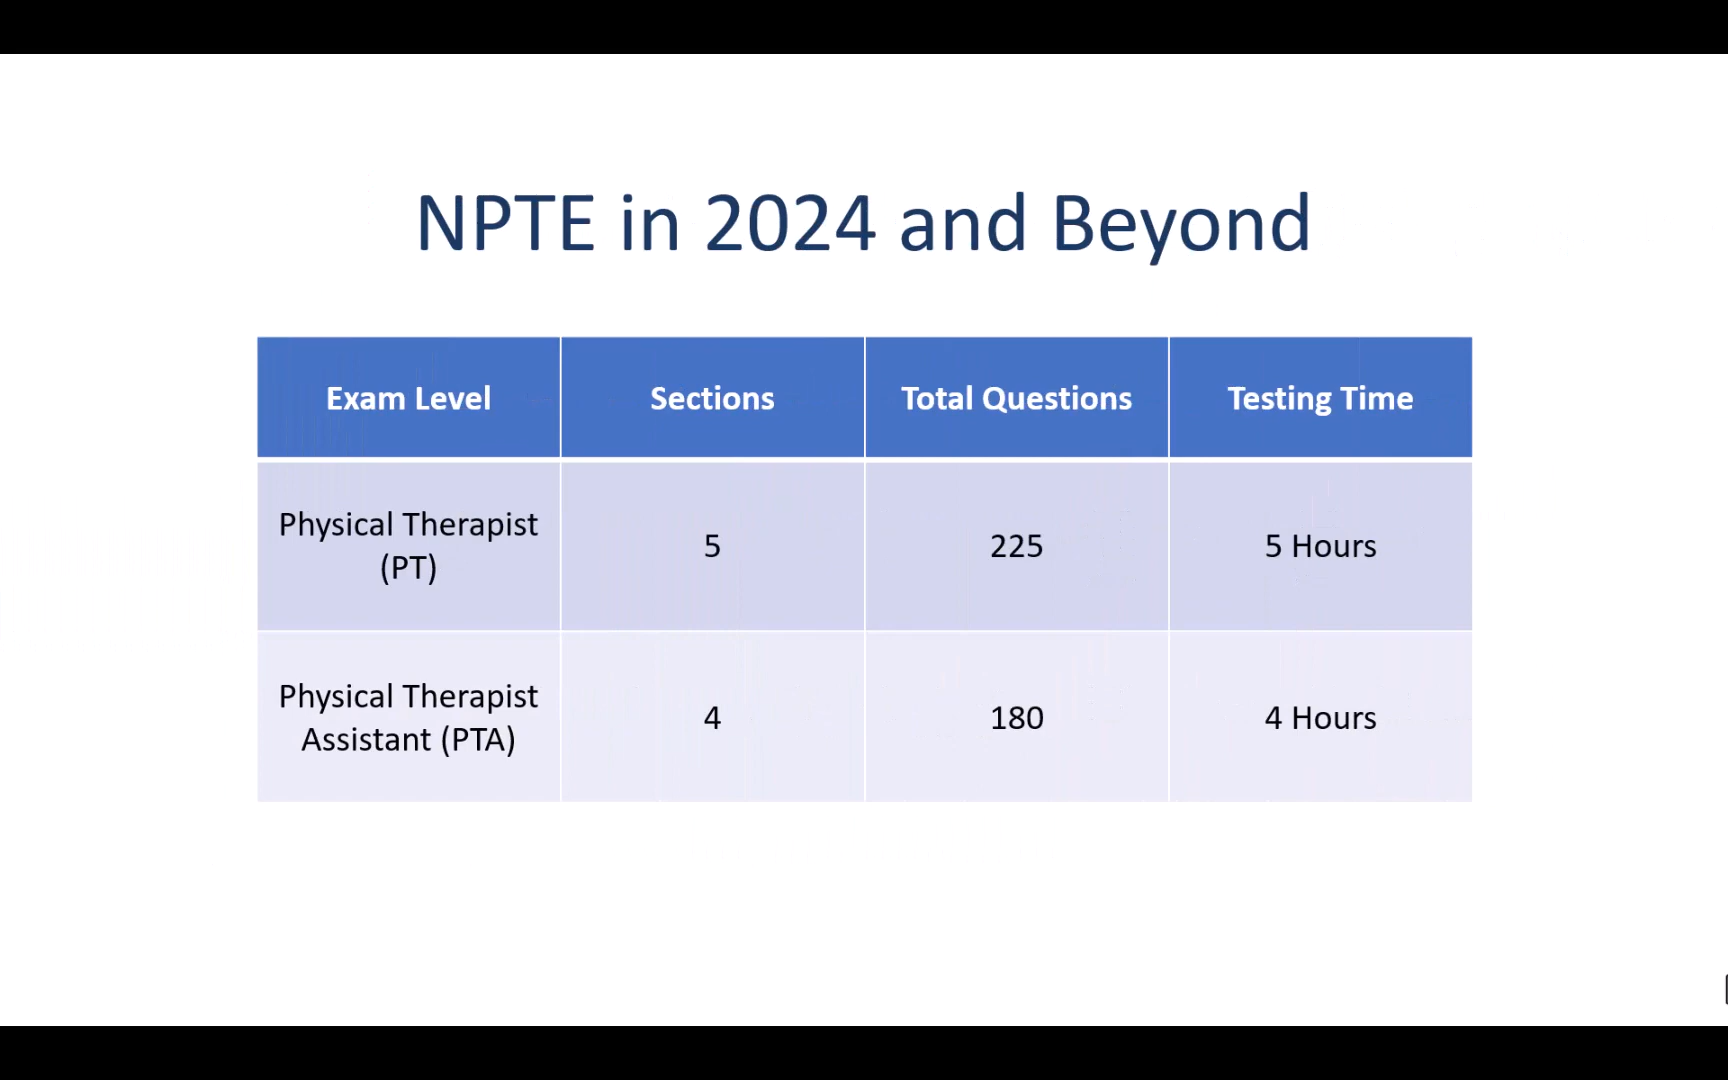 NPTE in 2024 and Beyond
Exam Level Sections Total Questions Testing Time
Physical Therapist
(PT) 5 225 5 Hours
Physical Therapist
Assistant (PTA) 4 180 4 Hours